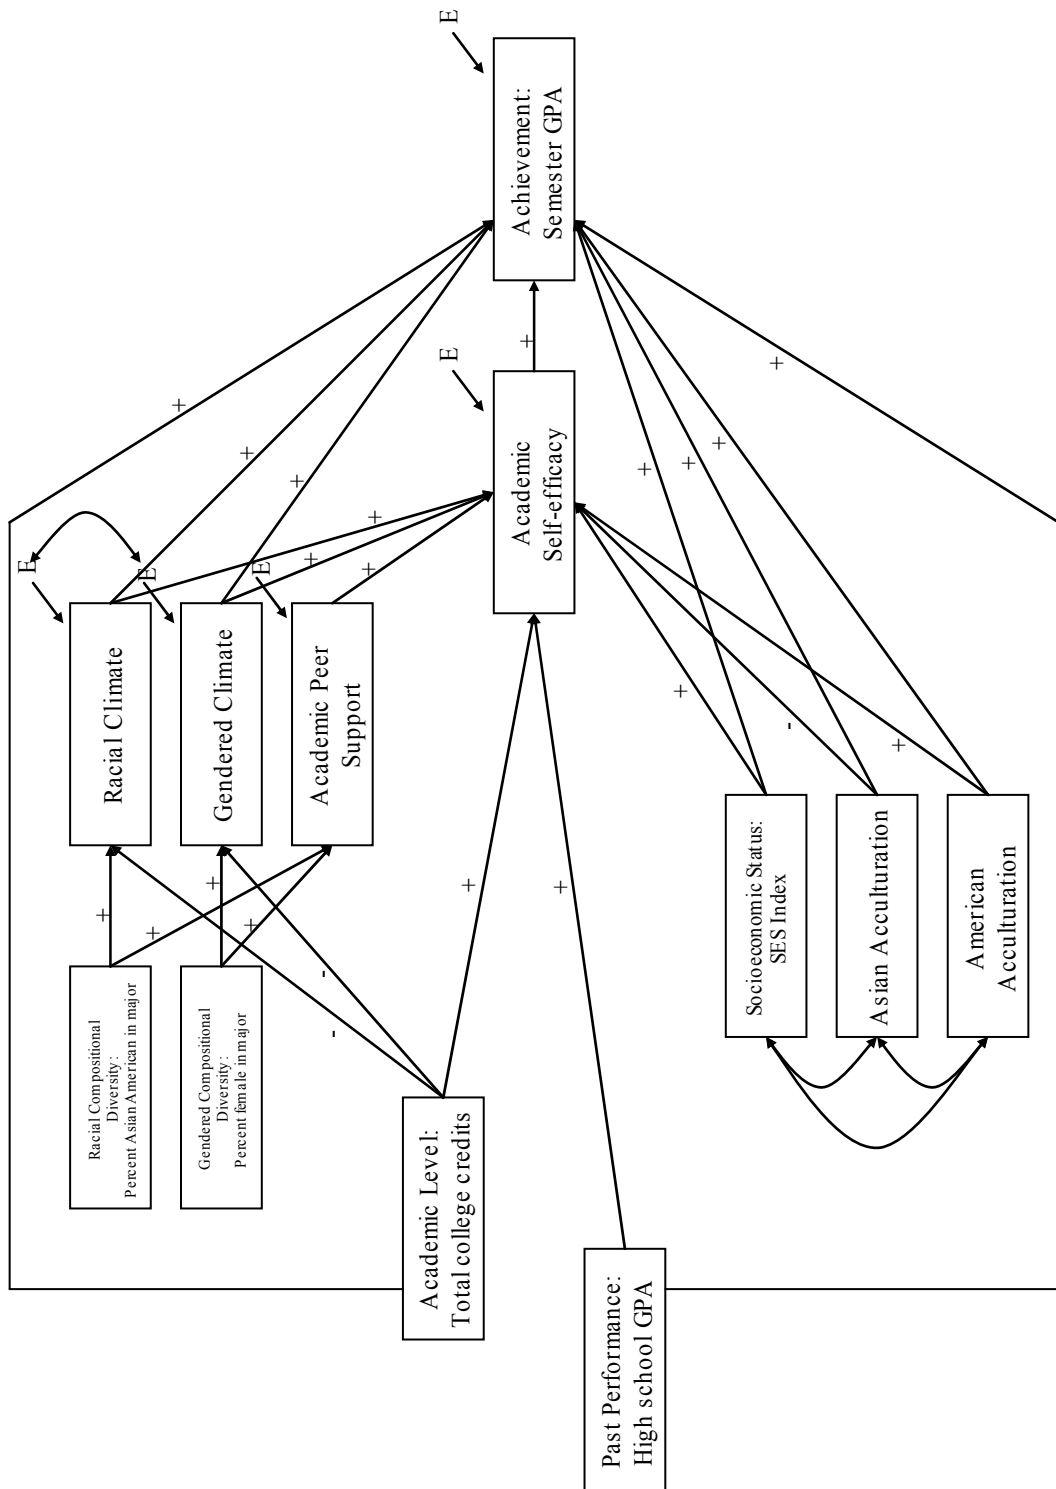 Racial Compositional
Diversity:
Percent Asian American in major
Gendered Compositional
Diversity:
Percent female in major
Academic Level:
Total college credits
Past Performance:
High school GPA
Racial Climate
Gendered Climate
Academic Peer
Support
Socioeconomic Status:
SES Index
Asian Acculturation
American
Acculturation
Academic
Self-efficacy
Achievement:
Semester GPA
E
E
E
E
E
+
+
+
+
-
-
+
+
+
+
+
+
+
+
+
+
-
+
+
+
+
+